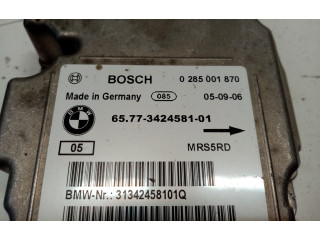 BOSCH 0 285 001 870
Made in Germany 085 05-09-06
BMW
65.77-3424581-01
05 MRS5RD
BMW-Nr.: 31342458101Q